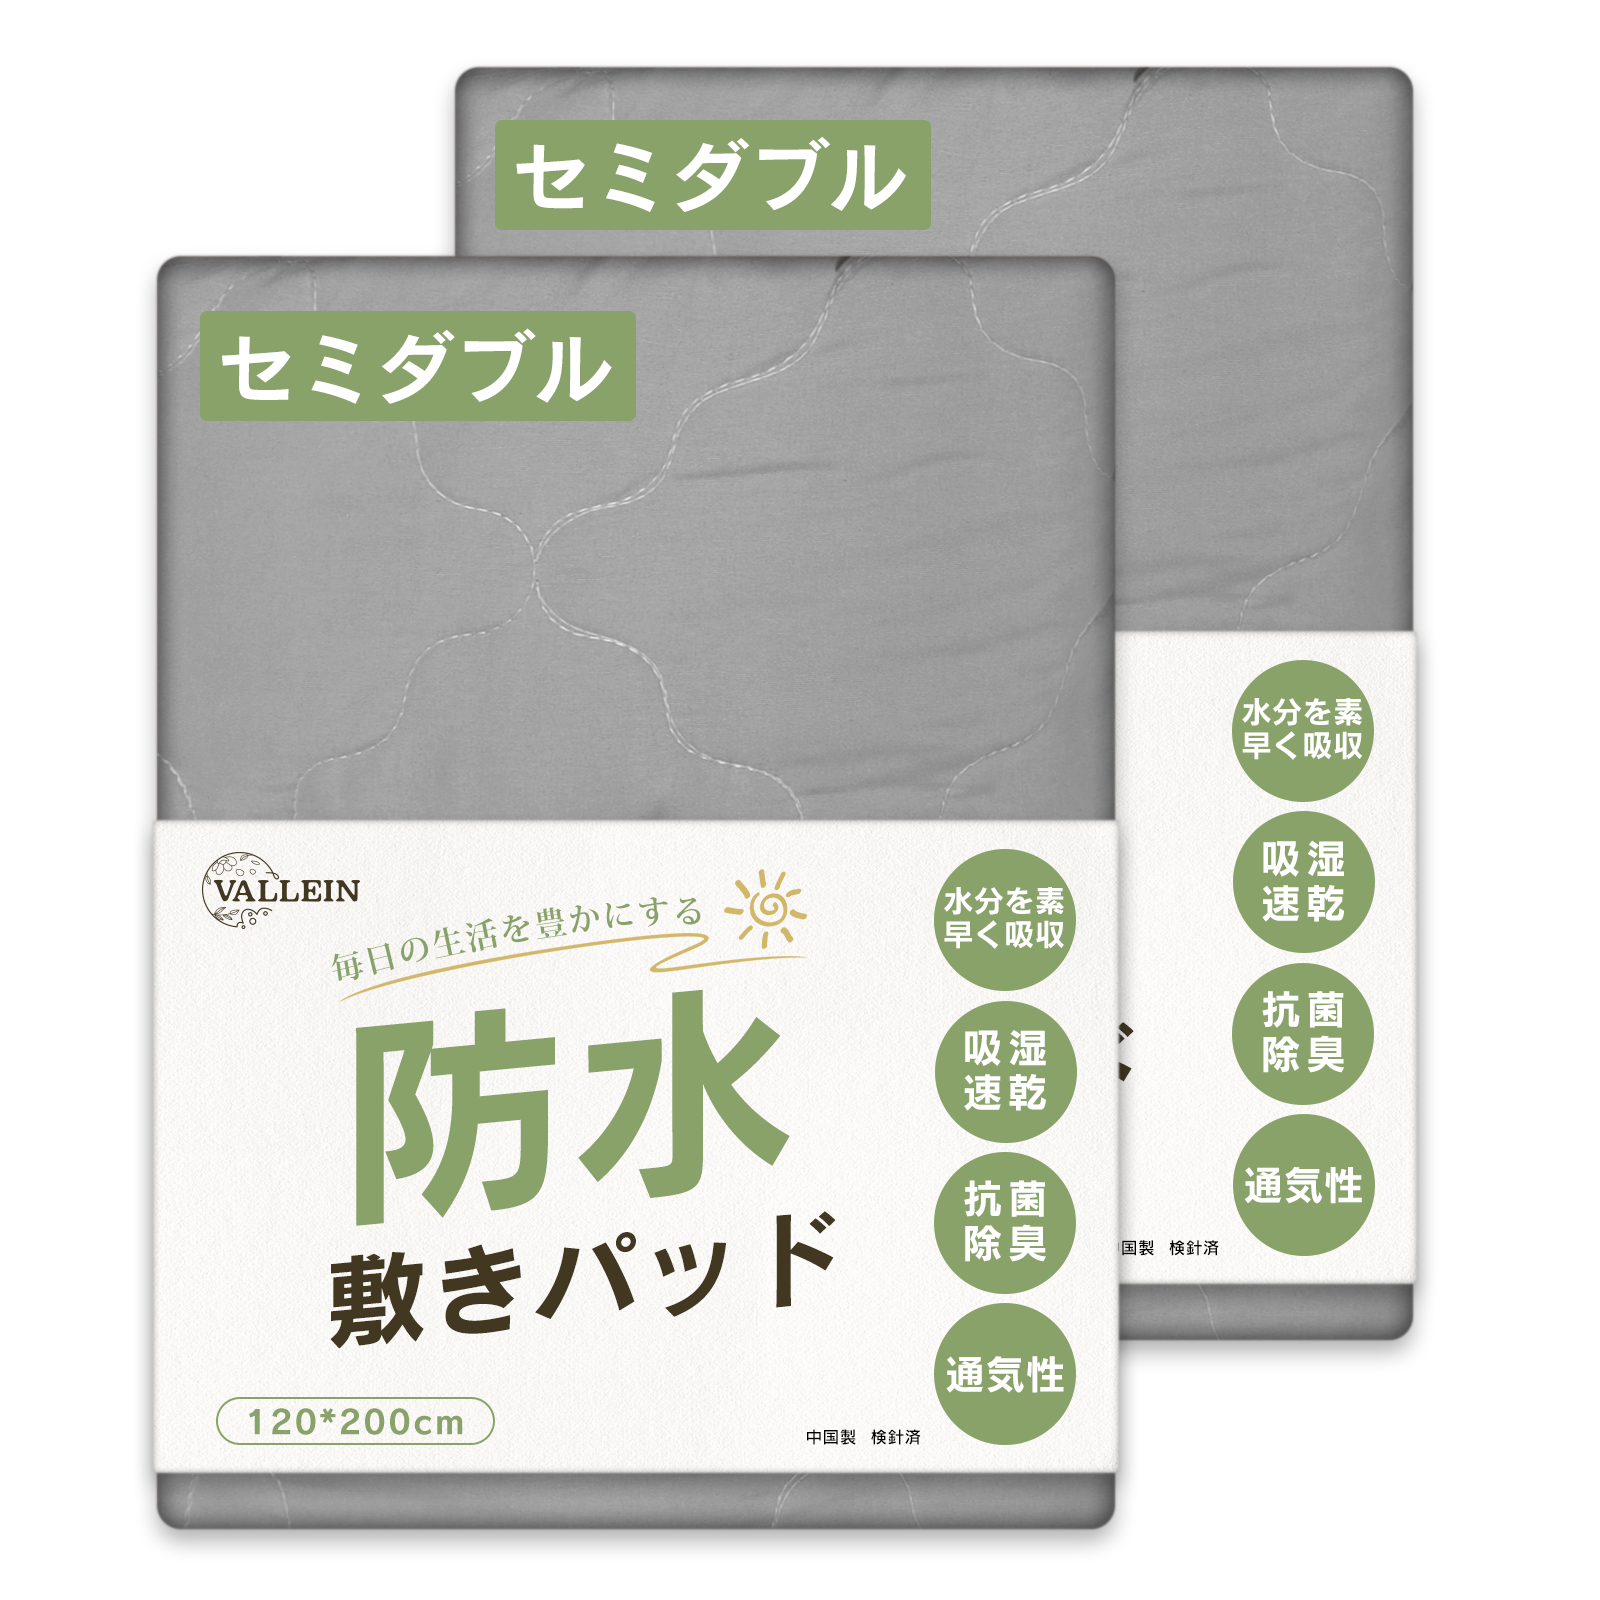 セミダブル
セミダブル
VALLEIN
毎日の生活を豊かにする
防水
敷きパッド
120*200cm
中国製 検針済
水分を素
早く吸収
吸湿
速乾
抗菌
除臭
通気性
水分を素
早く吸収
吸湿
速乾
抗菌
除臭
通気性
国製 検針済